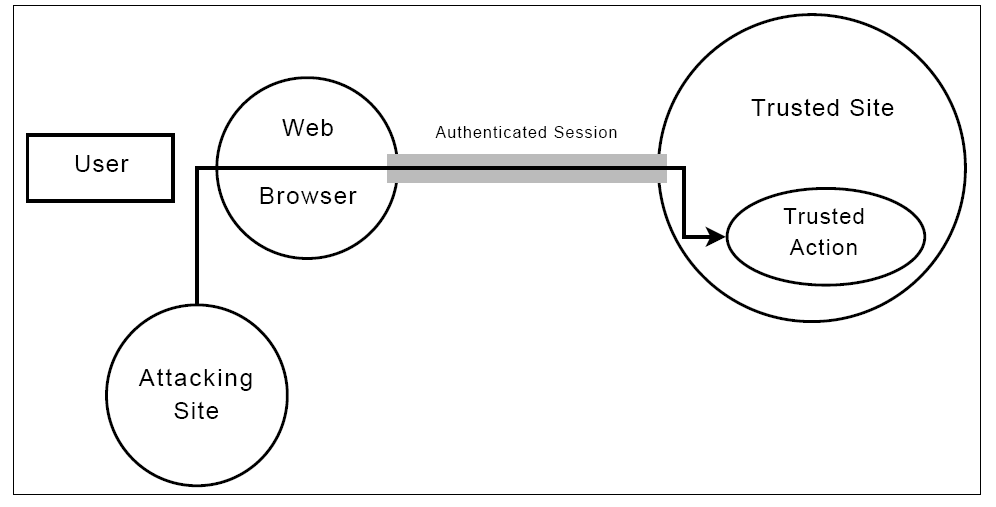 User
Web
Browser
Authenticated Session
Trusted Site
Trusted
Action
Attacking
Site